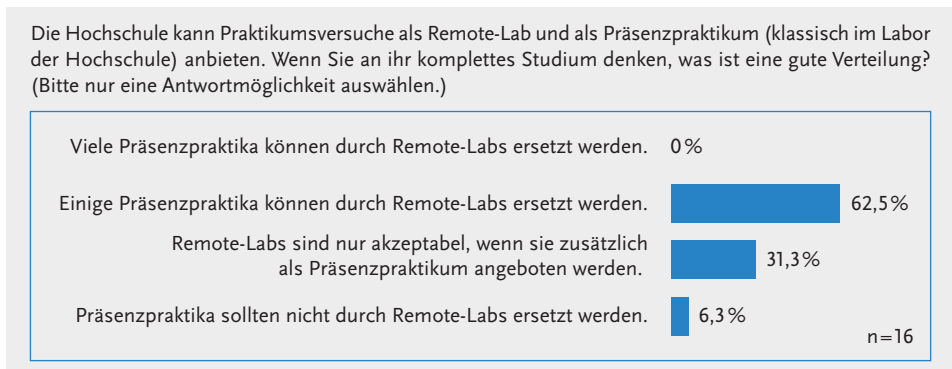 Die Hochschule kann Praktikumsversuche als Remote-Lab und als Präsenzpraktikum (klassisch im Labor
der Hochschule) anbieten. Wenn Sie an ihr komplettes Studium denken, was ist eine gute Verteilung?
(Bitte nur eine Antwortmöglichkeit auswählen.)
Viele Präsenzpraktika können durch Remote-Labs ersetzt werden. 0%
Einige Präsenzpraktika können durch Remote-Labs ersetzt werden. 62,5%
Remote-Labs sind nur akzeptabel, wenn sie zusätzlich
als Präsenzpraktikum angeboten werden. 31,3%
Präsenzpraktika sollten nicht durch Remote-Labs ersetzt werden. 6,3%
n=16